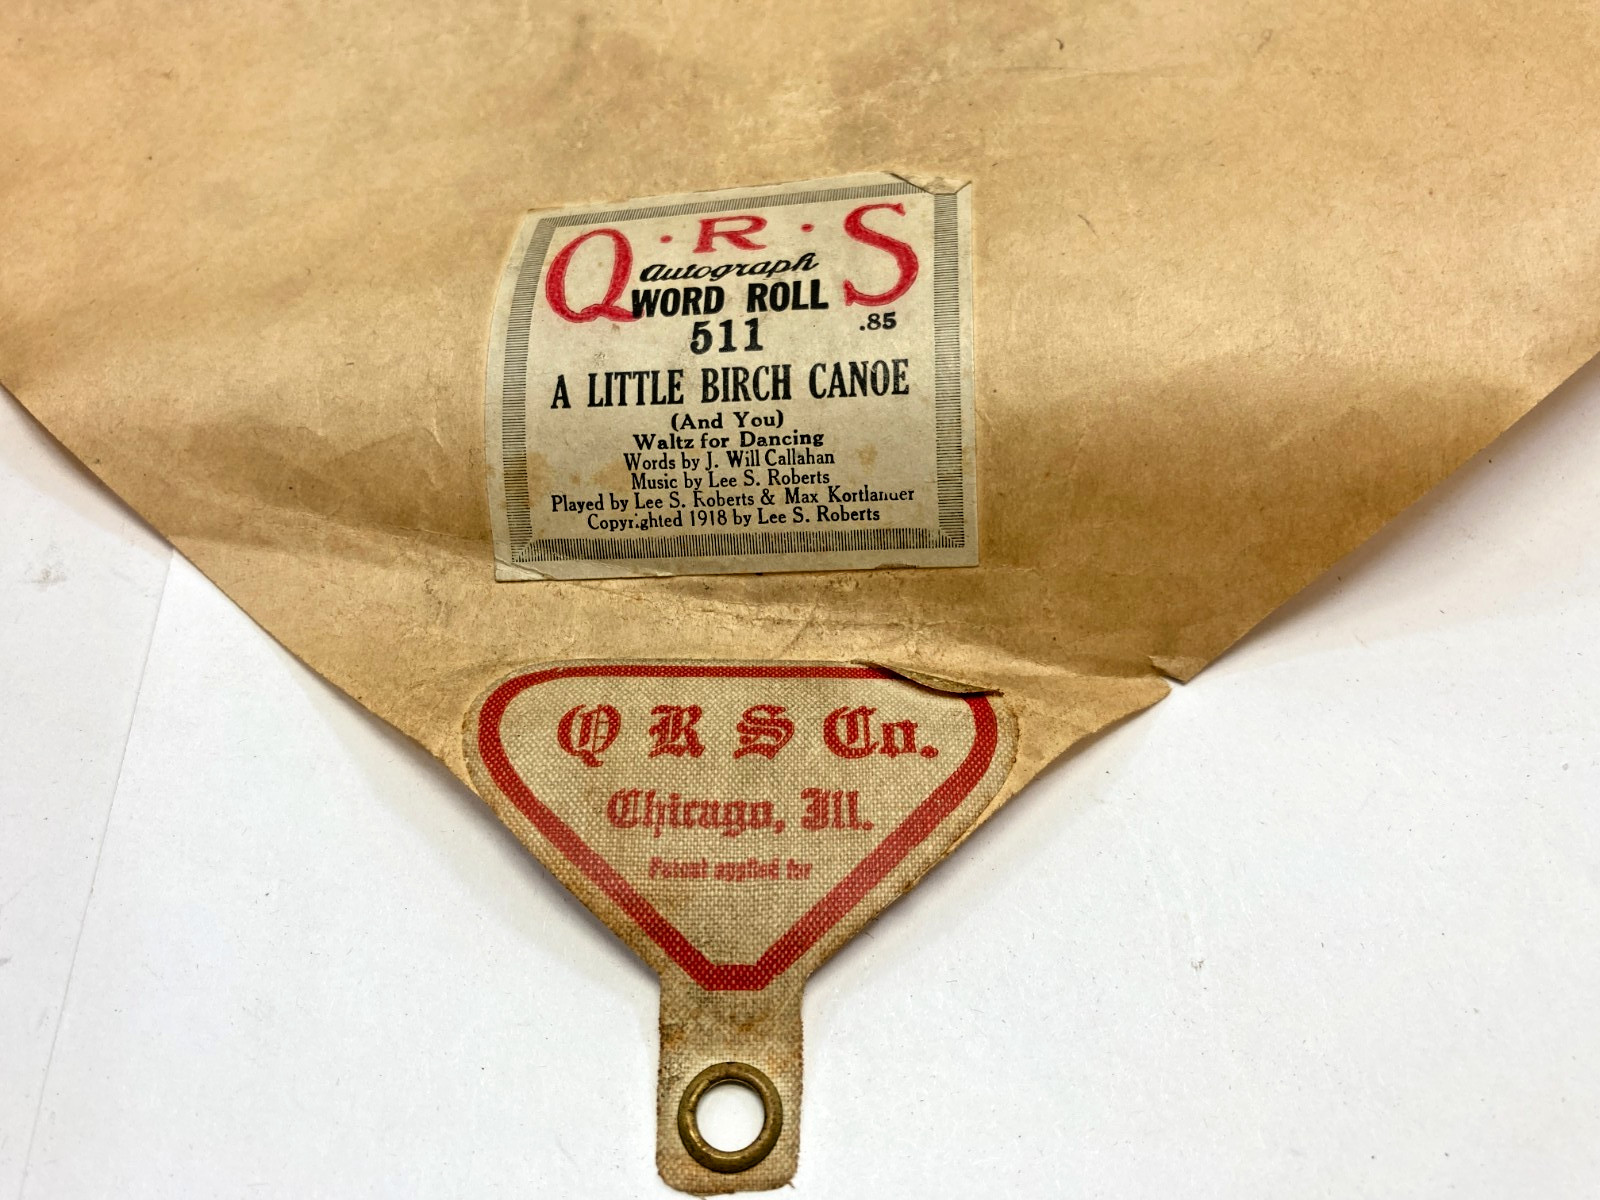 Q·R·S
Autograph
WORD ROLL
511 .85
A LITTLE BIRCH CANOE
(And You)
Waltz for Dancing
Words by J. Will Callahan
Music by Lee S. Roberts
Played by Lee S. Roberts & Max Kortlander
Copyrighted 1918 by Lee S. Roberts
Q R S Co.
Chicago, Ill.
Patent applied for